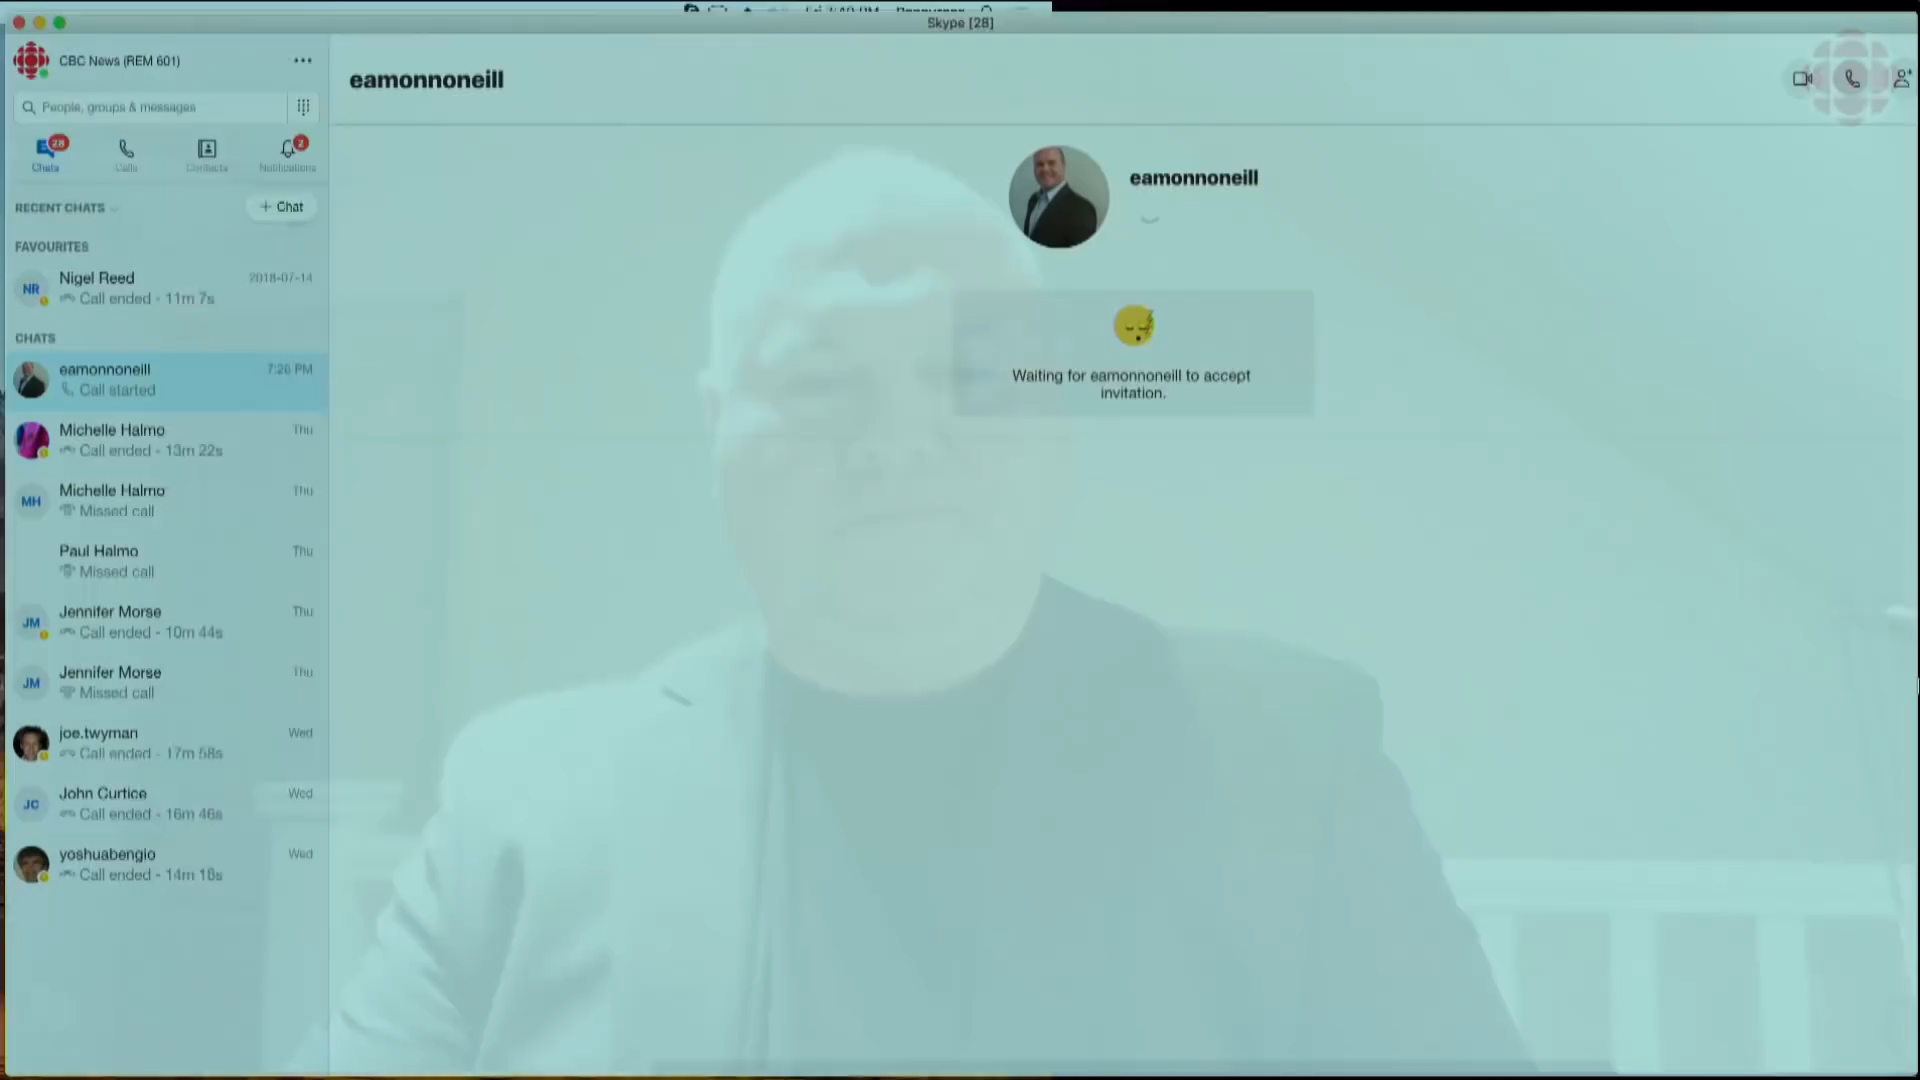 Skype [28]
CBC News (REM 601)
People, groups & messages
28
2
Chats
Calls
Contacts
Notifications
RECENT CHATS
+ Chat
FAVOURITES
NR
Nigel Reed
2018-07-14
Call ended - 11m 7s
CHATS
eamonnoneill
7:26 PM
Call started
Michelle Halmo
Thu
Call ended - 13m 22s
MH
Michelle Halmo
Thu
Missed call
Paul Halmo
Thu
Missed call
JM
Jennifer Morse
Thu
Call ended - 10m 44s
JM
Jennifer Morse
Thu
Missed call
joe.twyman
Wed
Call ended - 17m 58s
JC
John Curtice
Wed
Call ended - 16m 46s
yoshuabengio
Wed
Call ended - 14m 18s
eamonnoneill
eamonnoneill
Waiting for eamonnoneill to accept
invitation.